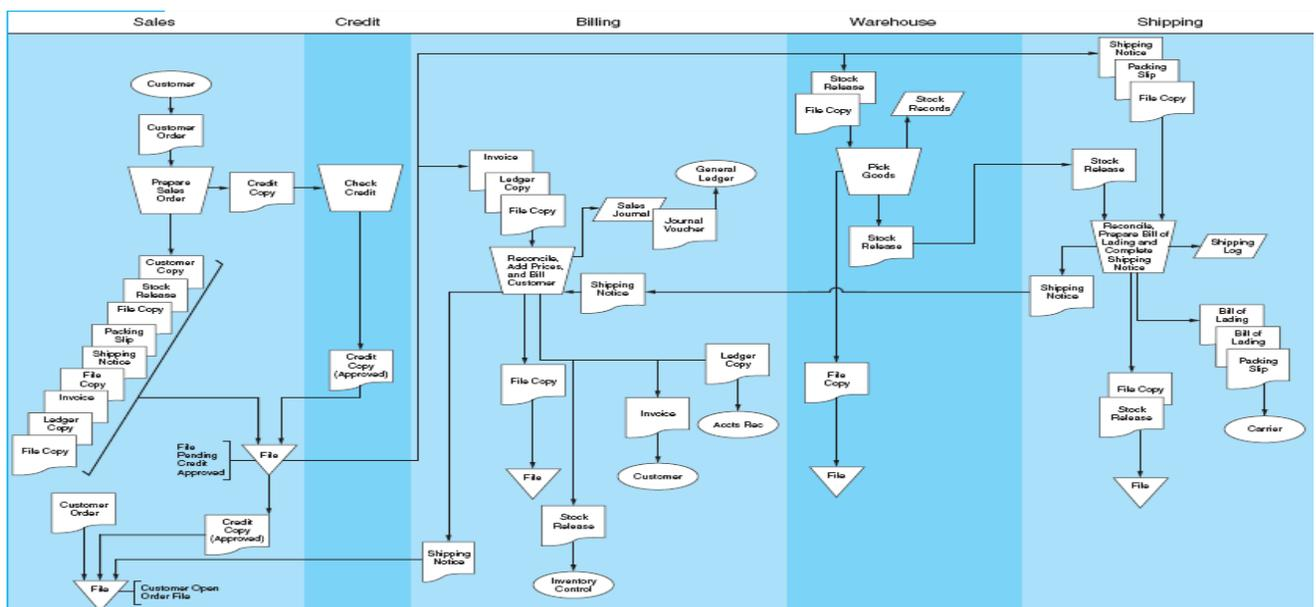 Sales
Credit
Billing
Warehouse
Shipping
Customer
Customer
Order
Prepare
Sales
Order
Credit
Copy
Customer
Copy
Stock
Release
File Copy
Packing
Slip
Shipping
Notice
File
Copy
Invoice
Ledger
Copy
File Copy
File
Pending
Credit
Approved
File
Customer
Order
Credit
Copy
(Approved)
File
Customer Open
Order File
Check
Credit
Credit
Copy
(Approved)
Invoice
Ledger
Copy
File Copy
Reconcile,
Add Prices,
and Bill
Customer
Sales
Journal
Journal
Voucher
General
Ledger
Shipping
Notice
File Copy
File
Stock
Release
Inventory
Control
Invoice
Customer
Ledger
Copy
Accts Rec
Shipping
Notice
Stock
Release
File Copy
Stock
Records
Pick
Goods
Stock
Release
File
Copy
File
Shipping
Notice
Packing
Slip
File Copy
Stock
Release
Reconcile,
Prepare Bill of
Lading and
Complete
Shipping
Notice
Shipping
Log
Shipping
Notice
Bill of
Lading
Bill of
Lading
Packing
Slip
Carrier
File Copy
Stock
Release
File